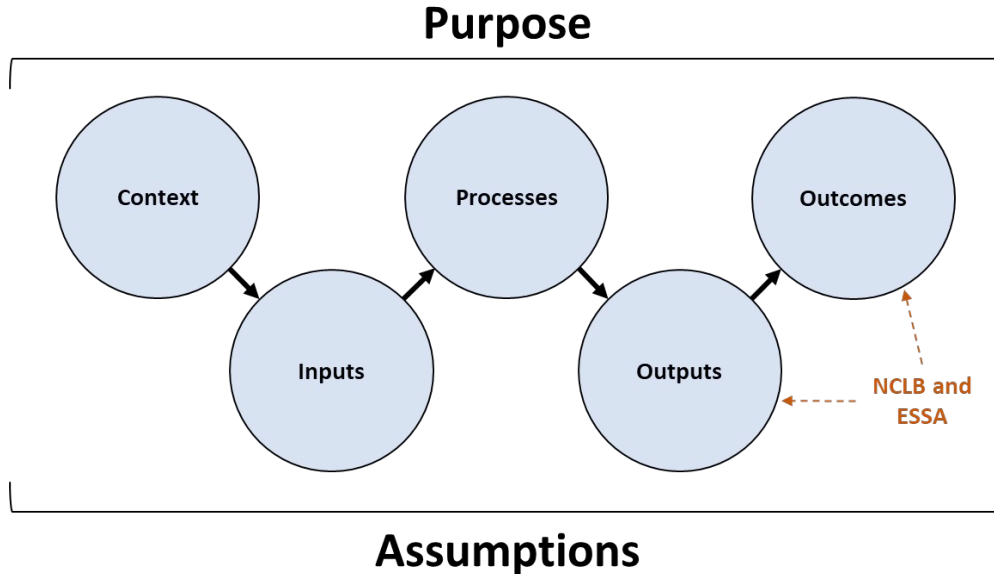 Purpose
Context
Processes
Outcomes
Inputs
Outputs
NCLB and
ESSA
Assumptions